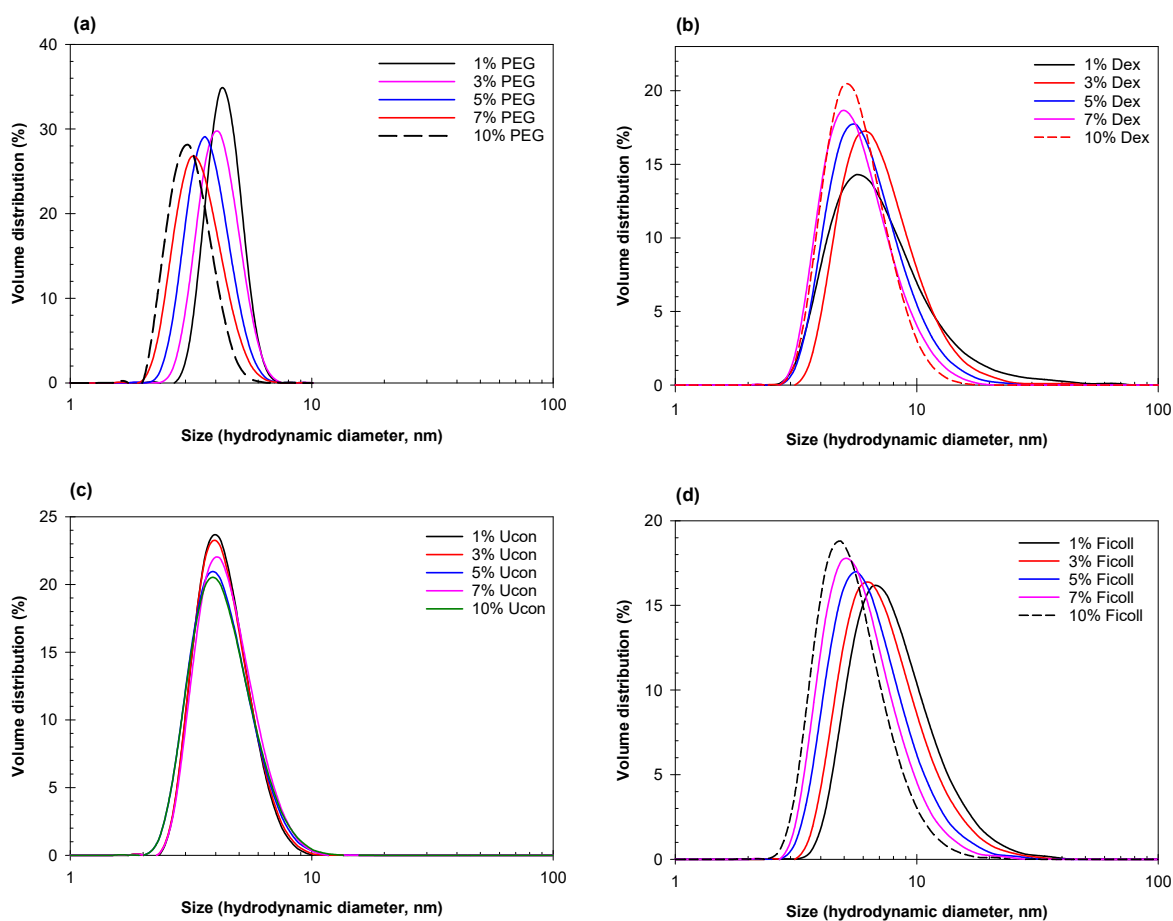 (a)
40
30
20
10
0
1
10
100
Volume distribution (%)
Size (hydrodynamic diameter, nm)
1% PEG
3% PEG
5% PEG
7% PEG
10% PEG
(b)
20
15
10
5
0
1
10
100
Volume distribution (%)
Size (hydrodynamic diameter, nm)
1% Dex
3% Dex
5% Dex
7% Dex
10% Dex
(c)
25
20
15
10
5
0
1
10
100
Volume distribution (%)
Size (hydrodynamic diameter, nm)
1% Ucon
3% Ucon
5% Ucon
7% Ucon
10% Ucon
(d)
20
15
10
5
0
1
10
100
Volume distribution (%)
Size (hydrodynamic diameter, nm)
1% Ficoll
3% Ficoll
5% Ficoll
7% Ficoll
10% Ficoll